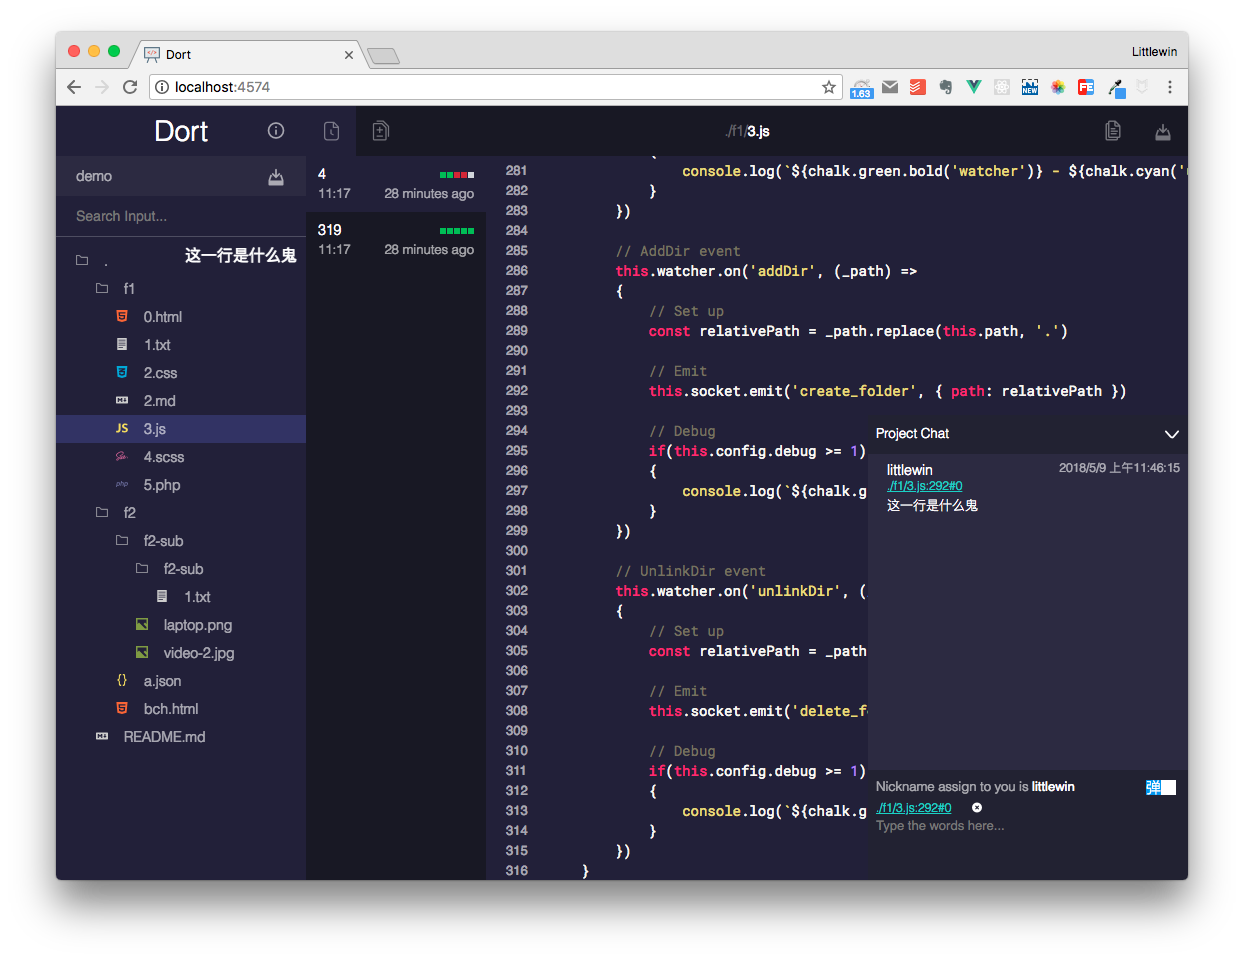 Dort
Littlewin
localhost:4574
1.63
NEW
Dort
./f1/3.js
demo
Search Input...
这一行是什么鬼
.
f1
0.html
1.txt
2.css
2.md
JS 3.js
4.scss
php 5.php
f2
f2-sub
f2-sub
1.txt
laptop.png
video-2.jpg
{} a.json
bch.html
README.md
4
11:17 28 minutes ago
319
11:17 28 minutes ago
281 console.log(`${chalk.green.bold('watcher')} - ${chalk.cyan('
282 }
283 })
284
285 // AddDir event
286 this.watcher.on('addDir', (_path) =>
287 {
288 // Set up
289 const relativePath = _path.replace(this.path, '.')
290
291 // Emit
292 this.socket.emit('create_folder', { path: relativePath })
293
294 // Debug
295 if(this.config.debug >= 1)
296 {
297 console.log(`${chalk.g
298 }
299 })
300
301 // UnlinkDir event
302 this.watcher.on('unlinkDir', (
303 {
304 // Set up
305 const relativePath = _path
306
307 // Emit
308 this.socket.emit('delete_f
309
310 // Debug
311 if(this.config.debug >= 1)
312 {
313 console.log(`${chalk.g
314 }
315 })
316 }
Project Chat
littlewin 2018/5/9 上午11:46:15
./f1/3.js:292#0
这一行是什么鬼
Nickname assign to you is littlewin 弹
./f1/3.js:292#0
Type the words here...